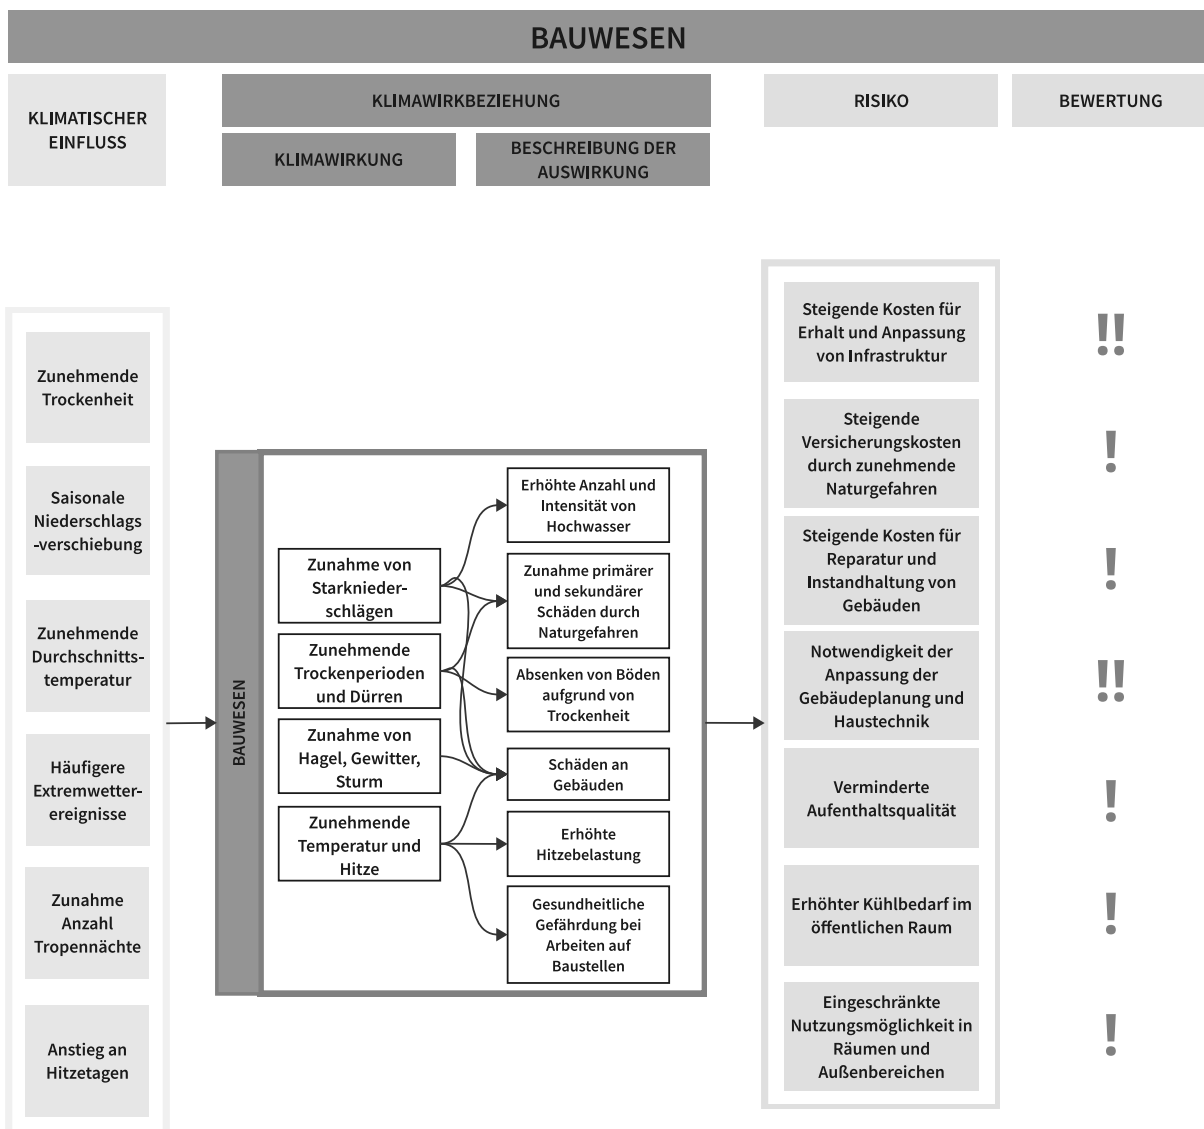 BAUWESEN
KLIMATISCHER
EINFLUSS
KLIMAWIRKBEZIEHUNG
KLIMAWIRKUNG
BESCHREIBUNG DER
AUSWIRKUNG
RISIKO
BEWERTUNG
Zunehmende
Trockenheit
Saisonale
Niederschlags
-verschiebung
Zunehmende
Durchschnitts-
temperatur
Häufigere
Extremwetter-
ereignisse
Zunahme
Anzahl
Tropennächte
Anstieg an
Hitzetagen
BAUWESEN
Zunahme von
Starknieder-
schlägen
Zunehmende
Trockenperioden
und Dürren
Zunahme von
Hagel, Gewitter,
Sturm
Zunehmende
Temperatur und
Hitze
Erhöhte Anzahl und
Intensität von
Hochwasser
Zunahme primärer
und sekundärer
Schäden durch
Naturgefahren
Absenken von Böden
aufgrund von
Trockenheit
Schäden an
Gebäuden
Erhöhte
Hitzebelastung
Gesundheitliche
Gefährdung bei
Arbeiten auf
Baustellen
Steigende Kosten für
Erhalt und Anpassung
von Infrastruktur
!!
Steigende
Versicherungskosten
durch zunehmende
Naturgefahren
!
Steigende Kosten für
Reparatur und
Instandhaltung von
Gebäuden
!
Notwendigkeit der
Anpassung der
Gebäudeplanung und
Haustechnik
!!
Verminderte
Aufenthaltsqualität
!
Erhöhter Kühlbedarf im
öffentlichen Raum
!
Eingeschränkte
Nutzungsmöglichkeit in
Räumen und
Außenbereichen
!